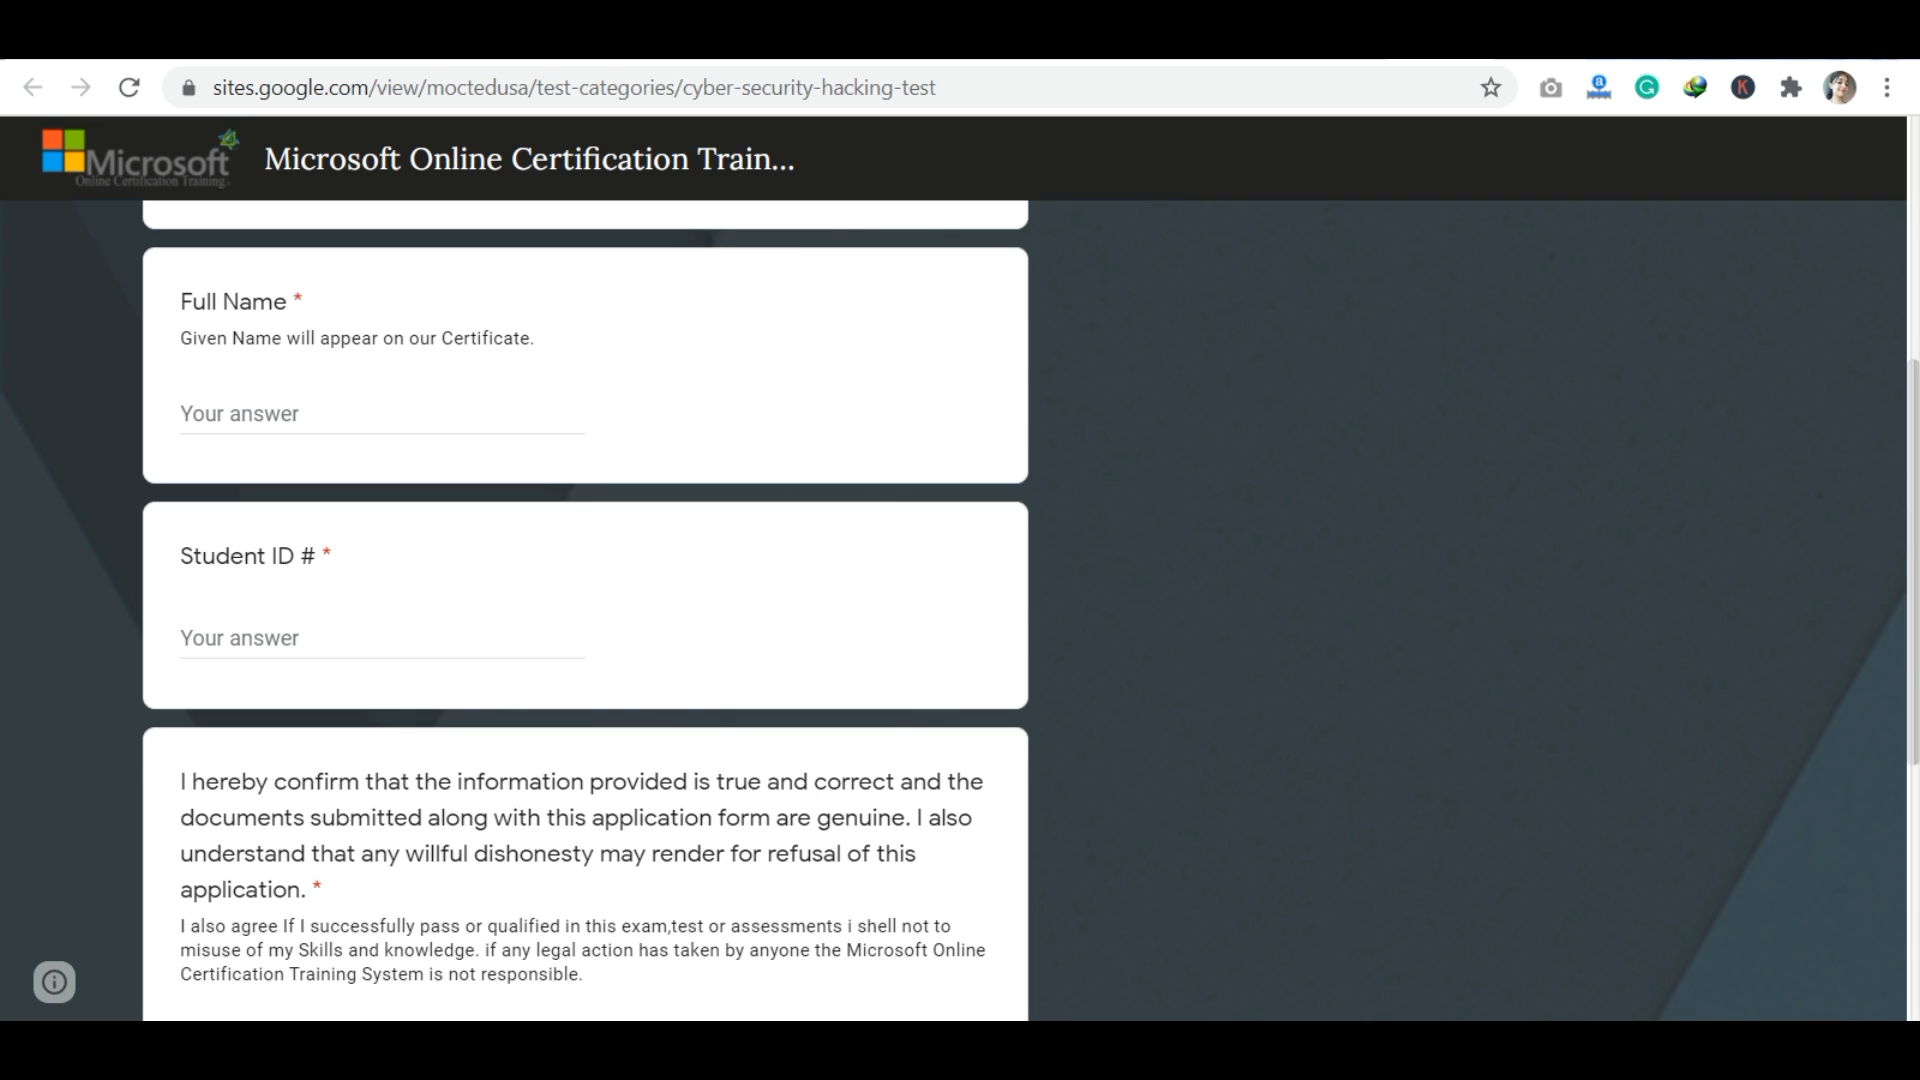 sites.google.com/view/moctedusa/test-categories/cyber-security-hacking-test
Microsoft
Online Certification Training.
Microsoft Online Certification Train...
Full Name *
Given Name will appear on our Certificate.
Your answer
Student ID # *
Your answer
I hereby confirm that the information provided is true and correct and the
documents submitted along with this application form are genuine. I also
understand that any willful dishonesty may render for refusal of this
application. *
I also agree If I successfully pass or qualified in this exam,test or assessments i shell not to
misuse of my Skills and knowledge. if any legal action has taken by anyone the Microsoft Online
Certification Training System is not responsible.